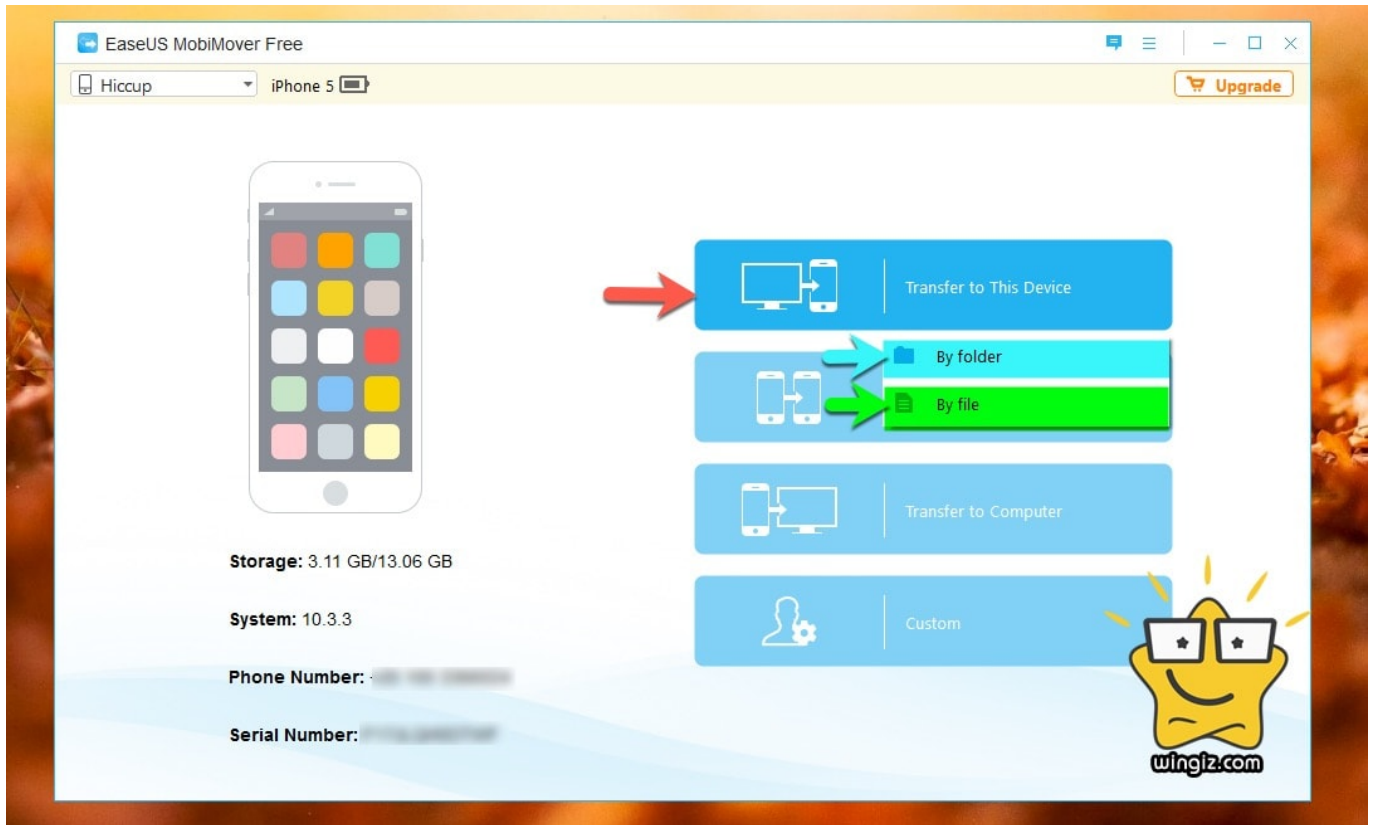 EaseUS MobiMover Free
Hiccup
iPhone 5
Upgrade
Transfer to This Device
By folder
By file
Transfer to Computer
Custom
Storage: 3.11 GB/13.06 GB
System: 10.3.3
Phone Number:
Serial Number:
wingiz.com